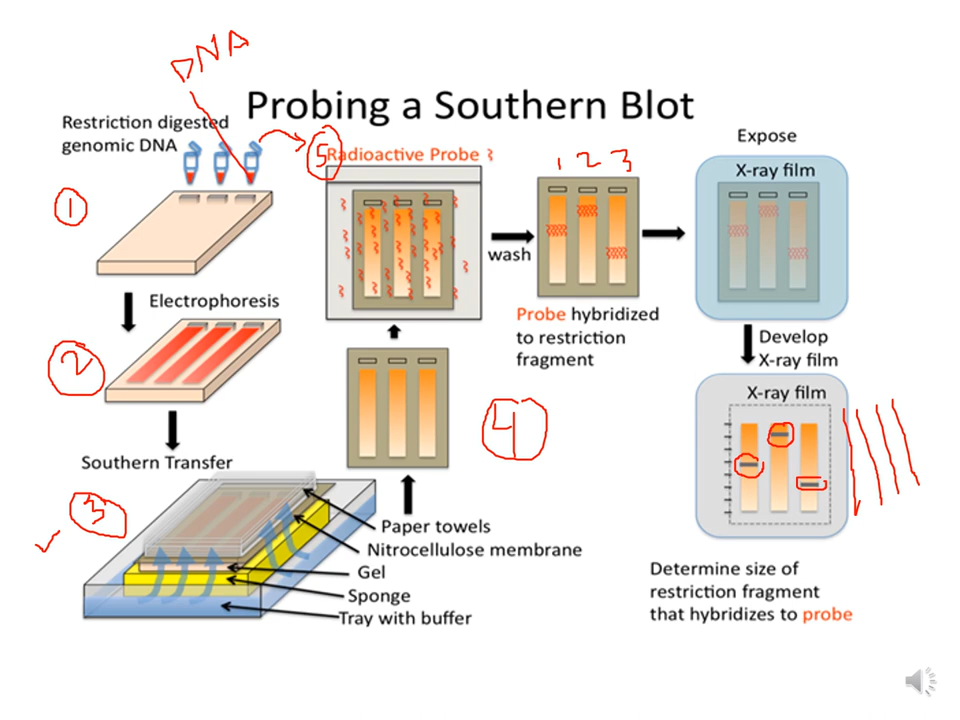 DNA
Probing a Southern Blot
Restriction digested
genomic DNA
1
Electrophoresis
2
Southern Transfer
3
Paper towels
Nitrocellulose membrane
Gel
Sponge
Tray with buffer
4
5
Radioactive Probe
wash
1 2 3
Probe hybridized
to restriction
fragment
Expose
X-ray film
Develop
X-ray film
X-ray film
Determine size of
restriction fragment
that hybridizes to probe